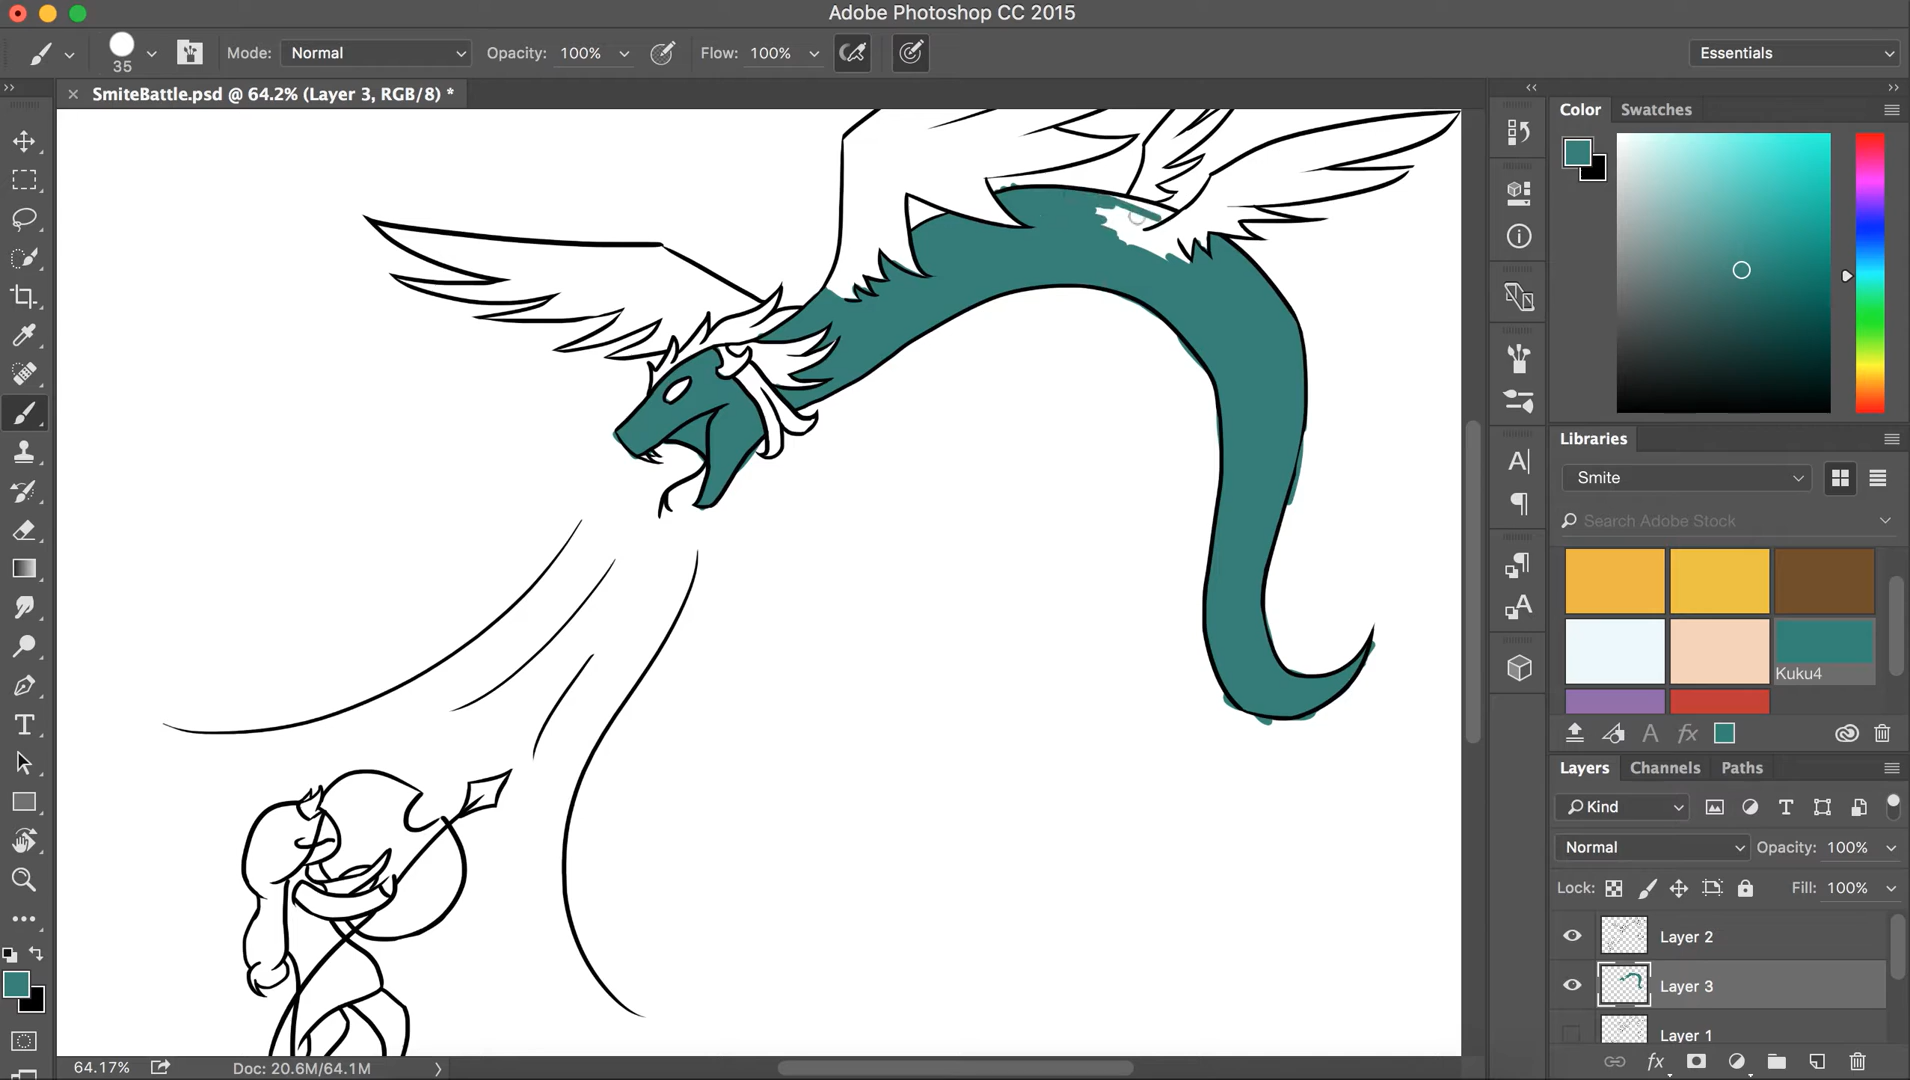 Adobe Photoshop CC 2015
35
Mode: Normal
Opacity: 100%
Flow: 100%
Essentials
SmiteBattle.psd @ 64.2% (Layer 3, RGB/8) *
Color
Swatches
Libraries
Smite
Search Adobe Stock
Kuku4
Layers
Channels
Paths
Kind
Normal
Opacity: 100%
Lock:
Fill: 100%
Layer 2
Layer 3
Layer 1
64.17%
Doc: 20.6M/64.1M